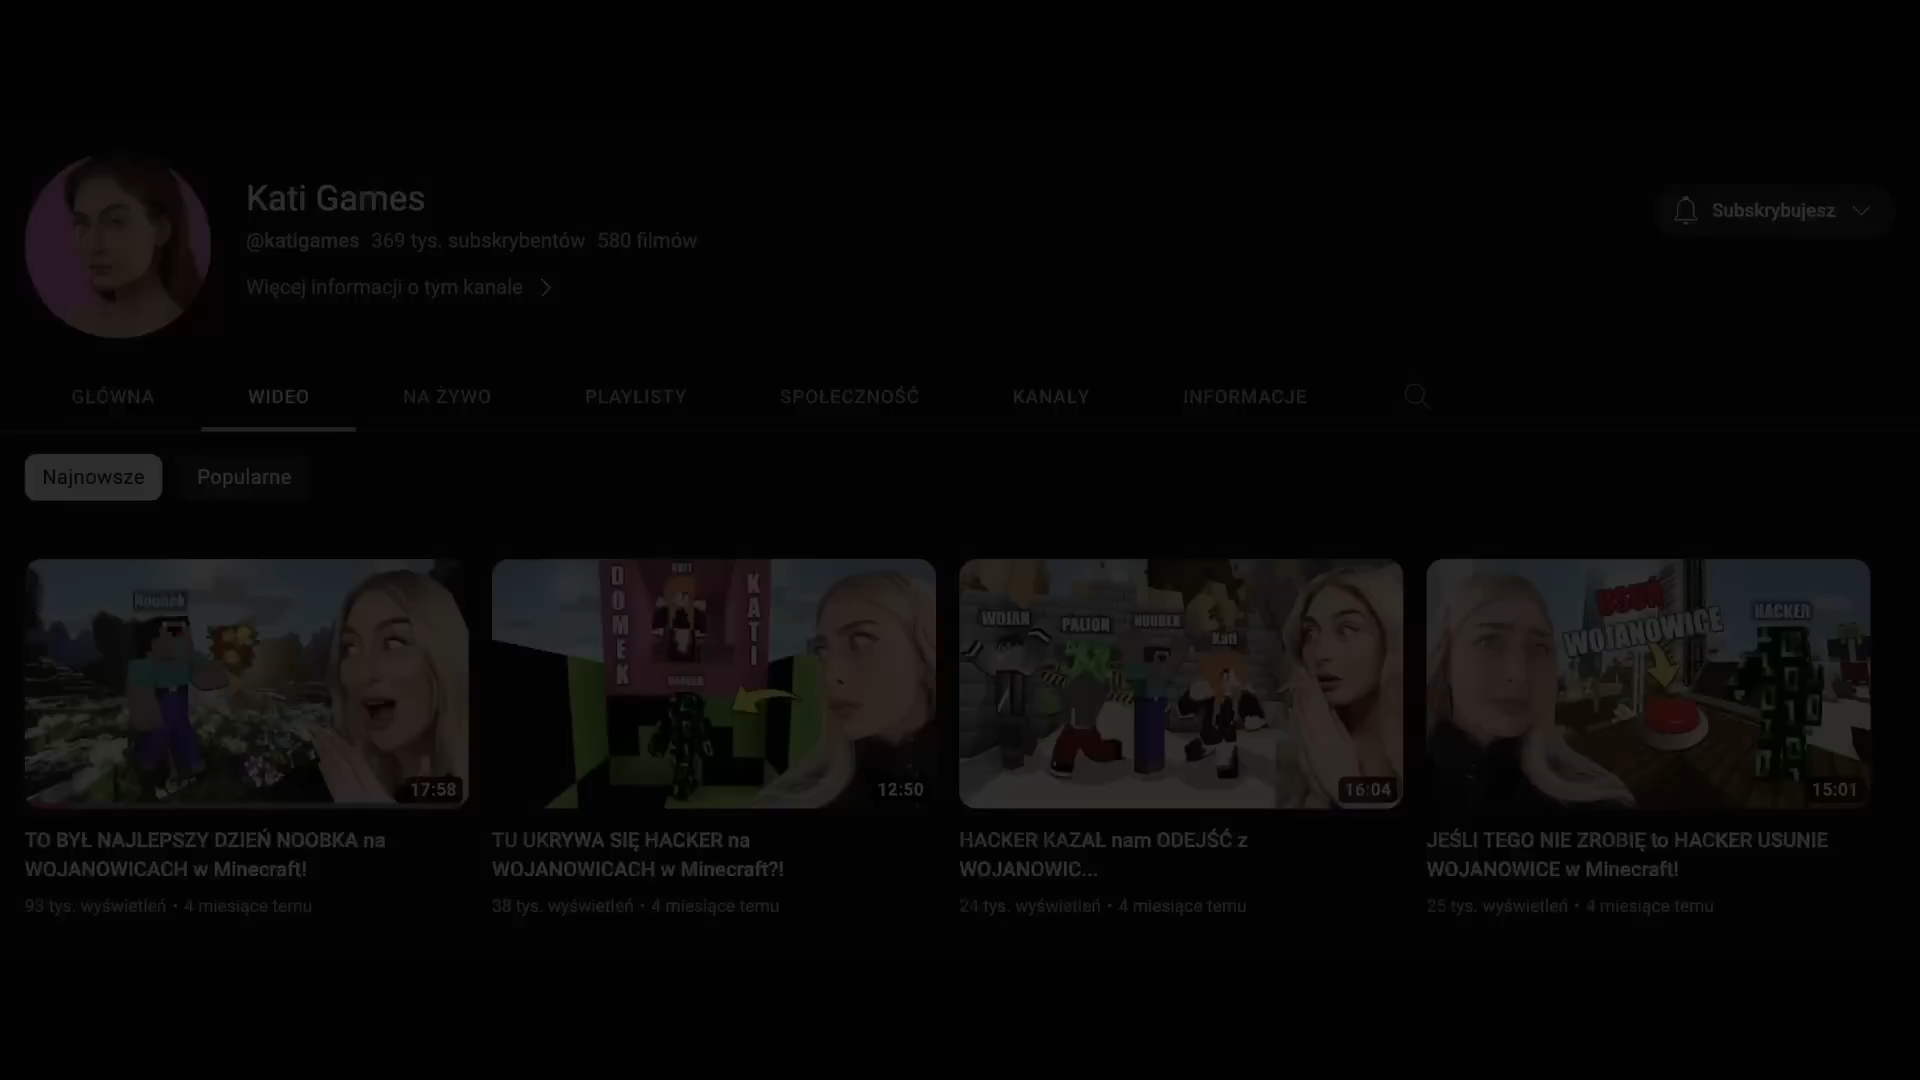 Kati Games
@katigames 369 tys. subskrybentów 580 filmów
Subskrybujesz
Więcej informacji o tym kanale
GŁÓWNA WIDEO NA ŻYWO PLAYLISTY SPOŁECZNOŚĆ KANAŁY INFORMACJE
Najnowsze Popularne
Noobek
17:58
DOMEK
KATI
KATI
HACKER
12:50
WOJAN
PALION
NOOBEK
Kati
16:04
USUŃ
WOJANOWICE
HACKER
15:01
TO BYŁ NAJLEPSZY DZIEŃ NOOBKA na
WOJANOWICACH w Minecraft!
93 tys. wyświetleń • 4 miesiące temu
TU UKRYWA SIĘ HACKER na
WOJANOWICACH w Minecraft?!
38 tys. wyświetleń • 4 miesiące temu
HACKER KAZAŁ nam ODEJŚĆ z
WOJANOWIC...
24 tys. wyświetleń • 4 miesiące temu
JEŚLI TEGO NIE ZROBIĘ to HACKER USUNIE
WOJANOWICE w Minecraft!
25 tys. wyświetleń • 4 miesiące temu